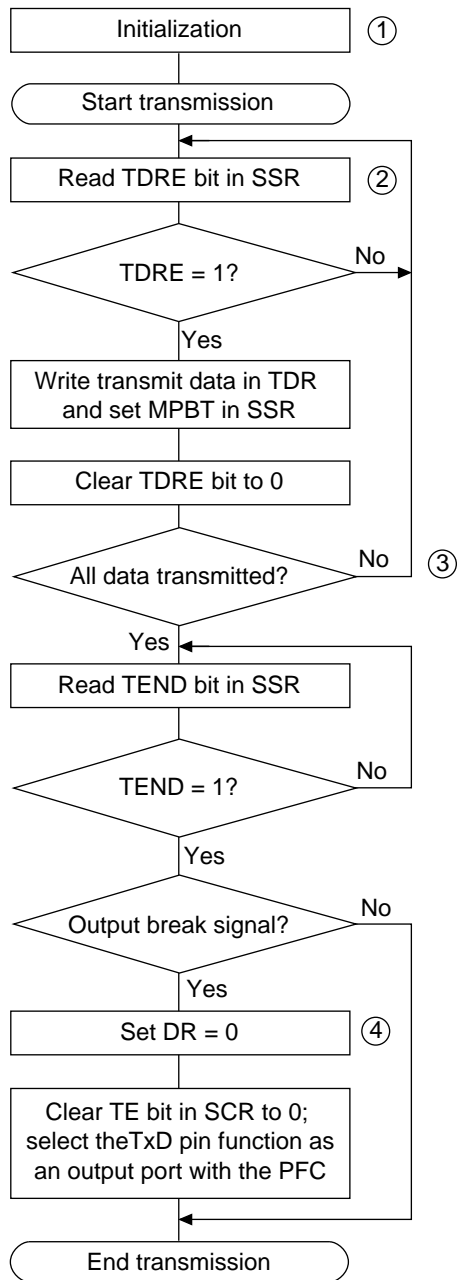 Initialization
①
Start transmission
Read TDRE bit in SSR
②
TDRE = 1?
No
Yes
Write transmit data in TDR
and set MPBT in SSR
Clear TDRE bit to 0
All data transmitted?
No
③
Yes
Read TEND bit in SSR
TEND = 1?
No
Yes
Output break signal?
No
Yes
Set DR = 0
④
Clear TE bit in SCR to 0;
select theTxD pin function as
an output port with the PFC
End transmission